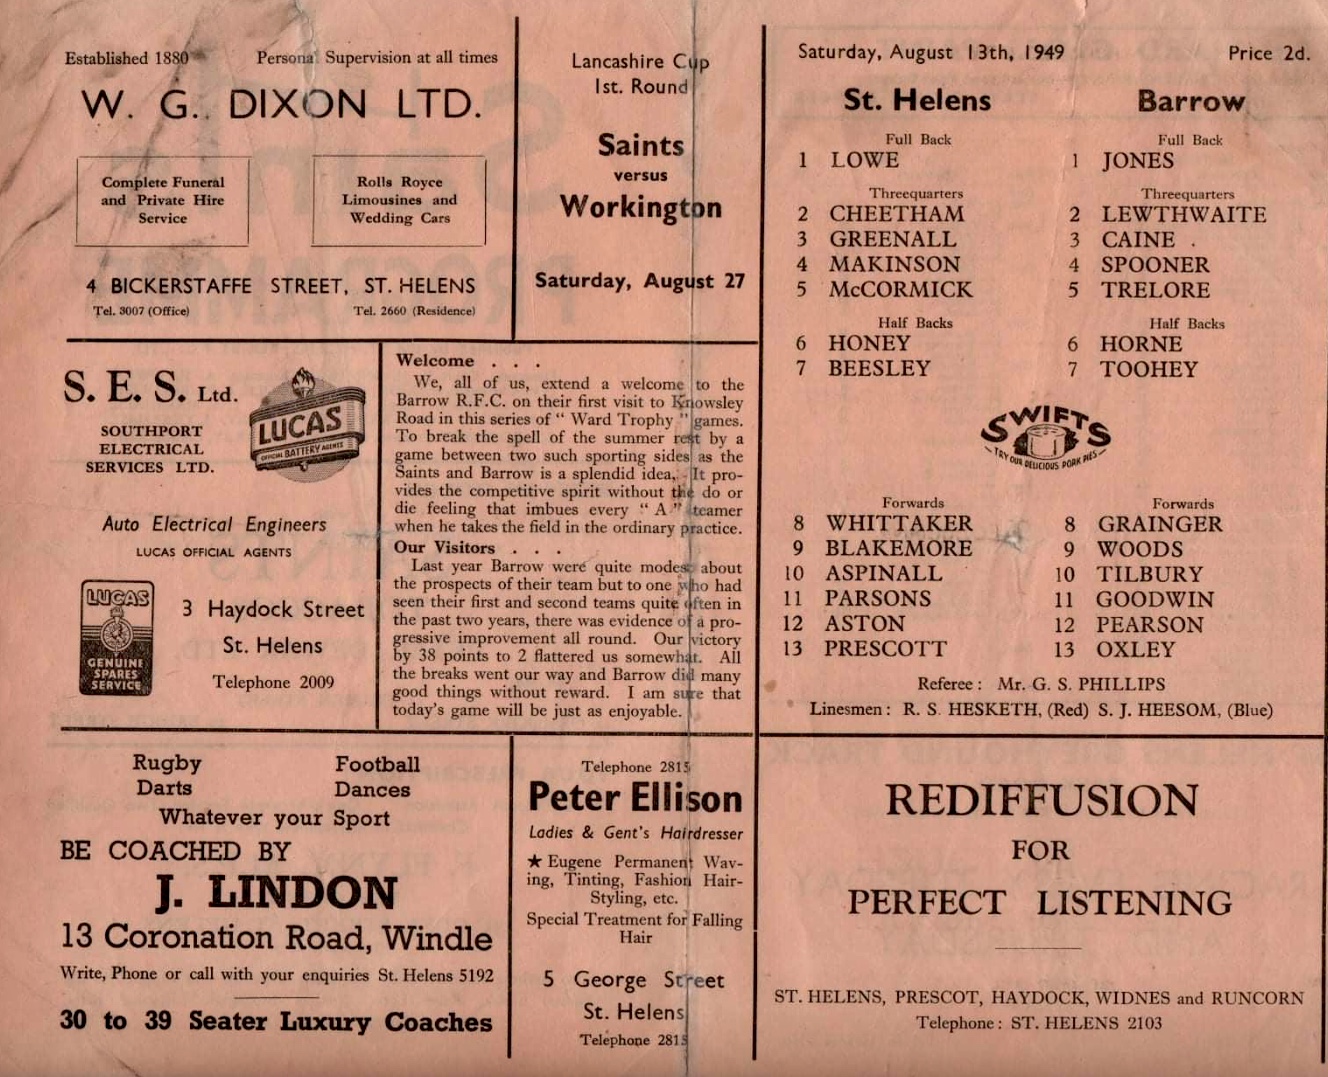 Established 1880 Personal Supervision at all times
W. G. DIXON LTD.
Complete Funeral
and Private Hire
Service
Rolls Royce
Limousines and
Wedding Cars
4 BICKERSTAFFE STREET, ST. HELENS
Tel. 3007 (Office) Tel. 2660 (Residence)
Lancashire Cup
1st. Round
Saints
versus
Workington
Saturday, August 27
S. E. S. Ltd.
SOUTHPORT
ELECTRICAL
SERVICES LTD.
LUCAS
OFFICIAL BATTERY AGENTS
Auto Electrical Engineers
LUCAS OFFICIAL AGENTS
LUCAS
GENUINE
SPARES
SERVICE
3 Haydock Street
St. Helens
Telephone 2009
Welcome . . .
We, all of us, extend a welcome to the
Barrow R.F.C. on their first visit to Knowsley
Road in this series of " Ward Trophy " games.
To break the spell of the summer rest by a
game between two such sporting sides as the
Saints and Barrow is a splendid idea, It pro-
vides the competitive spirit without the do or
die feeling that imbues every " A " teamer
when he takes the field in the ordinary practice.
Our Visitors . . .
Last year Barrow were quite modest about
the prospects of their team but to one who had
seen their first and second teams quite often in
the past two years, there was evidence of a pro-
gressive improvement all round. Our victory
by 38 points to 2 flattered us somewhat. All
the breaks went our way and Barrow did many
good things without reward. I am sure that
today's game will be just as enjoyable.
Rugby Football
Darts Dances
Whatever your Sport
BE COACHED BY
J. LINDON
13 Coronation Road, Windle
Write, Phone or call with your enquiries St. Helens 5192
30 to 39 Seater Luxury Coaches
Telephone 2815
Peter Ellison
Ladies & Gent's Hairdresser
★ Eugene Permanent Wav-
ing, Tinting, Fashion Hair-
Styling, etc.
Special Treatment for Falling
Hair
5 George Street
St. Helens
Telephone 2815
Saturday, August 13th, 1949 Price 2d.
St. Helens Barrow
Full Back Full Back
1 LOWE 1 JONES
Threequarters Threequarters
2 CHEETHAM 2 LEWTHWAITE
3 GREENALL 3 CAINE
4 MAKINSON 4 SPOONER
5 McCORMICK 5 TRELORE
Half Backs Half Backs
6 HONEY 6 HORNE
7 BEESLEY 7 TOOHEY
SWIFTS
TRY OUR DELICIOUS PORK PIES
Forwards Forwards
8 WHITTAKER 8 GRAINGER
9 BLAKEMORE 9 WOODS
10 ASPINALL 10 TILBURY
11 PARSONS 11 GOODWIN
12 ASTON 12 PEARSON
13 PRESCOTT 13 OXLEY
Referee : Mr. G. S. PHILLIPS
Linesmen : R. S. HESKETH, (Red) S. J. HEESOM, (Blue)
REDIFFUSION
FOR
PERFECT LISTENING
ST. HELENS, PRESCOT, HAYDOCK, WIDNES and RUNCORN
Telephone : ST. HELENS 2103